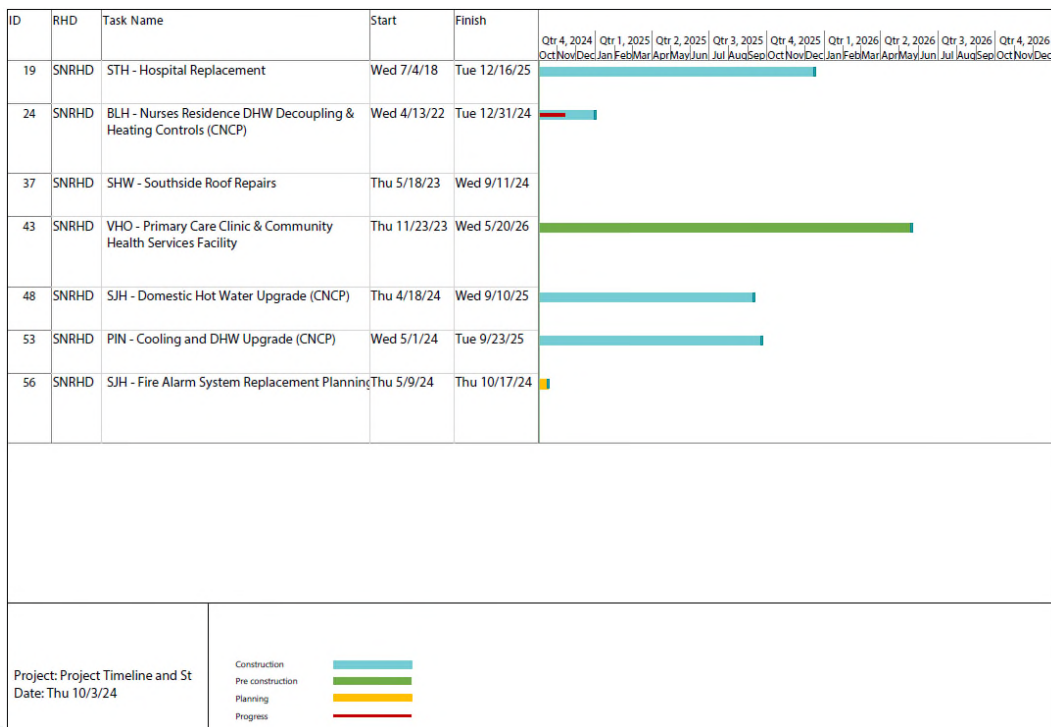 ID RHD Task Name Start Finish
Qtr 4, 2024 Qtr 1, 2025 Qtr 2, 2025 Qtr 3, 2025 Qtr 4, 2025 Qtr 1, 2026 Qtr 2, 2026 Qtr 3, 2026 Qtr 4, 2026
Oct Nov Dec Jan Feb Mar Apr May Jun Jul Aug Sep Oct Nov Dec Jan Feb Mar Apr May Jun Jul Aug Sep Oct Nov Dec
19 SNRHD STH - Hospital Replacement Wed 7/4/18 Tue 12/16/25
24 SNRHD BLH - Nurses Residence DHW Decoupling & Wed 4/13/22 Tue 12/31/24
Heating Controls (CNCP)
37 SNRHD SHW - Southside Roof Repairs Thu 5/18/23 Wed 9/11/24
43 SNRHD VHO - Primary Care Clinic & Community Thu 11/23/23 Wed 5/20/26
Health Services Facility
48 SNRHD SJH - Domestic Hot Water Upgrade (CNCP) Thu 4/18/24 Wed 9/10/25
53 SNRHD PIN - Cooling and DHW Upgrade (CNCP) Wed 5/1/24 Tue 9/23/25
56 SNRHD SJH - Fire Alarm System Replacement Planning Thu 5/9/24 Thu 10/17/24
Project: Project Timeline and St
Date: Thu 10/3/24
Construction
Pre construction
Planning
Progress